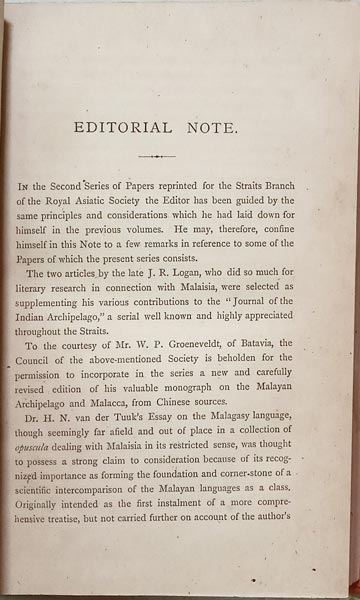 EDITORIAL NOTE.
IN the Second Series of Papers reprinted for the Straits Branch
of the Royal Asiatic Society the Editor has been guided by the
same principles and considerations which he had laid down for
himself in the previous volumes. He may, therefore, confine
himself in this Note to a few remarks in reference to some of the
Papers of which the present series consists.
The two articles by the late J. R. Logan, who did so much for
literary research in connection with Malaisia, were selected as
supplementing his various contributions to the "Journal of the
Indian Archipelago," a serial well known and highly appreciated
throughout the Straits.
To the courtesy of Mr. W. P. Groeneveldt, of Batavia, the
Council of the above-mentioned Society is beholden for the
permission to incorporate in the series a new and carefully
revised edition of his valuable monograph on the Malayan
Archipelago and Malacca, from Chinese sources.
Dr. H. N. van der Tuuk's Essay on the Malagasy language,
though seemingly far afield and out of place in a collection of
opuscula dealing with Malaisia in its restricted sense, was thought
to possess a strong claim to consideration because of its recog-
nized importance as forming the foundation and corner-stone of a
scientific intercomparison of the Malayan languages as a class.
Originally intended as the first instalment of a more compre-
hensive treatise, but not carried further on account of the author's